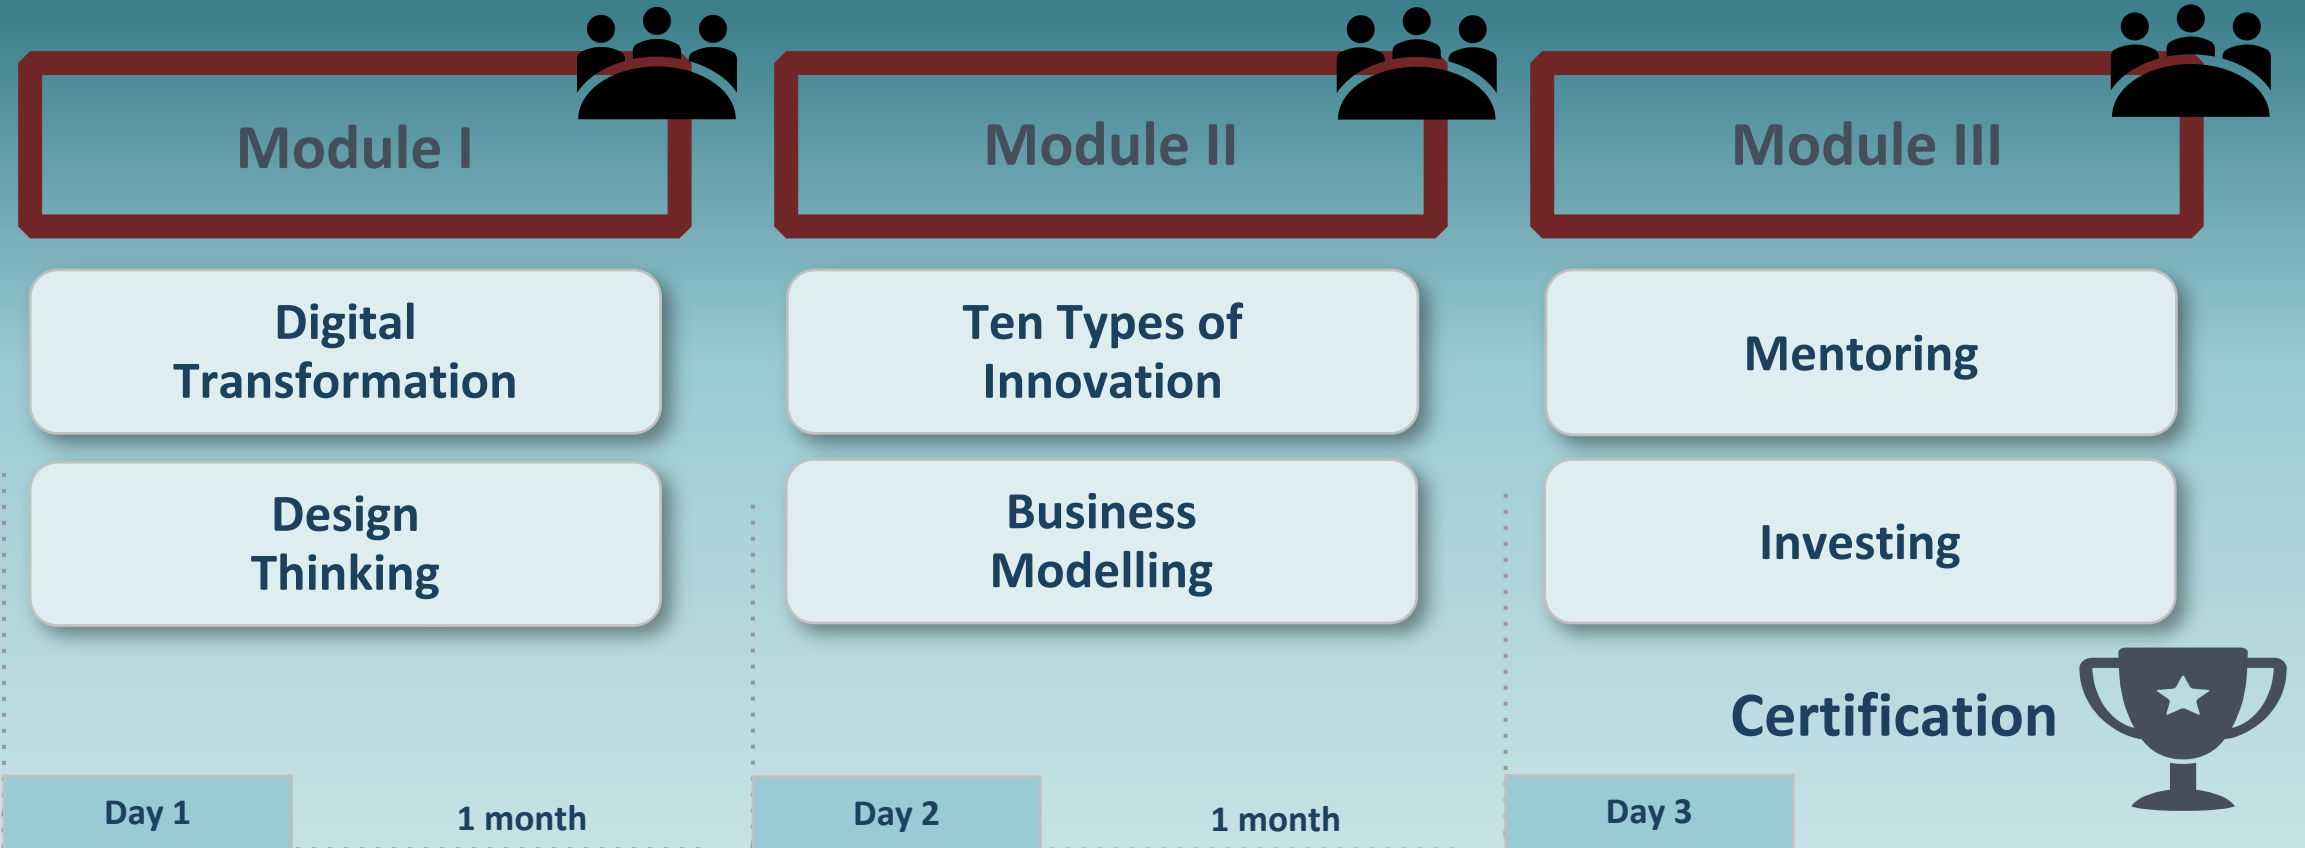 Module I
Module II
Module III
Digital
Transformation
Ten Types of
Innovation
Mentoring
Design
Thinking
Business
Modelling
Investing
Certification
Day 1
1 month
Day 2
1 month
Day 3